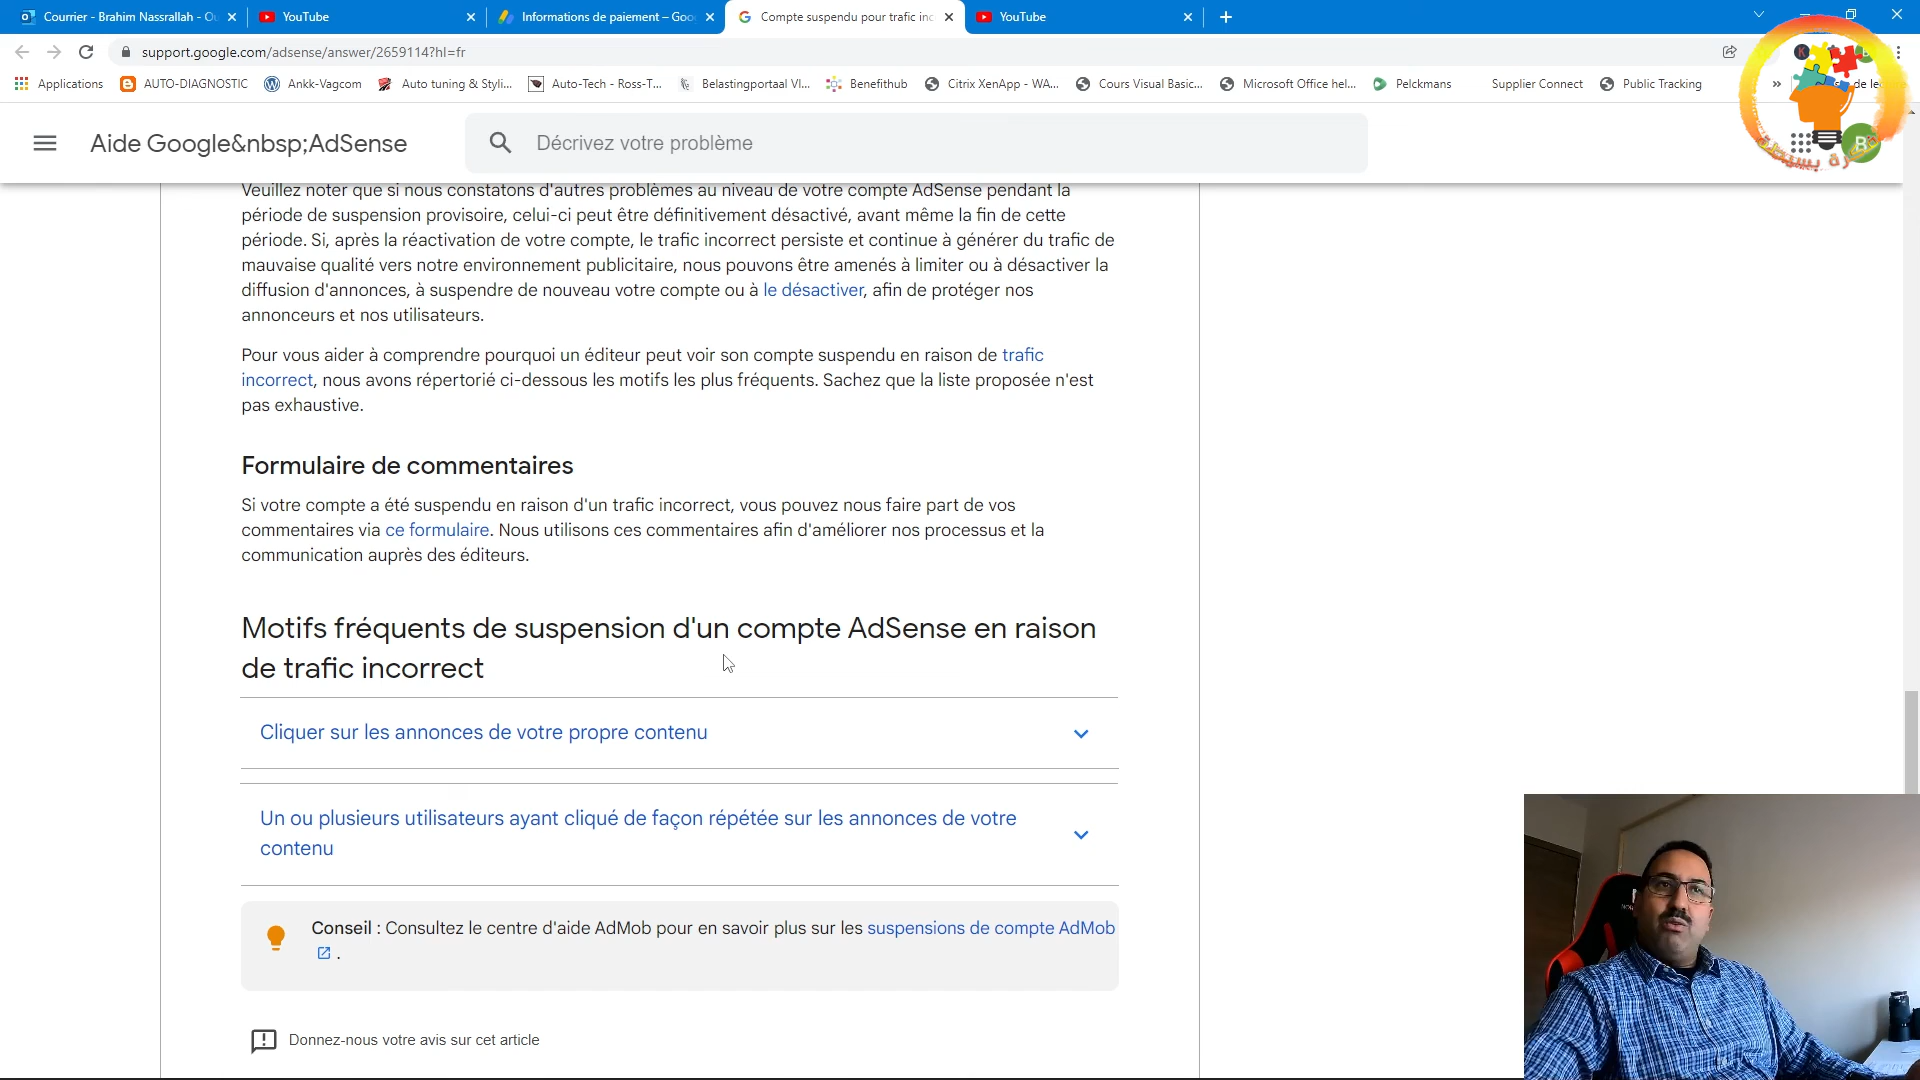 Courrier - Brahim Nassrallah - Ou
YouTube
Informations de paiement – Goo
Compte suspendu pour trafic inc
YouTube
support.google.com/adsense/answer/2659114?hl=fr
Applications
AUTO-DIAGNOSTIC
Ankk-Vagcom
Auto tuning & Styli...
Auto-Tech - Ross-T...
Belastingportaal Vl...
Benefithub
Citrix XenApp - WA...
Cours Visual Basic...
Microsoft Office hel...
Pelckmans
Supplier Connect
Public Tracking
»
Aide Google&nbsp;AdSense
Décrivez votre problème
Veuillez noter que si nous constatons d'autres problèmes au niveau de votre compte AdSense pendant la
période de suspension provisoire, celui-ci peut être définitivement désactivé, avant même la fin de cette
période. Si, après la réactivation de votre compte, le trafic incorrect persiste et continue à générer du trafic de
mauvaise qualité vers notre environnement publicitaire, nous pouvons être amenés à limiter ou à désactiver la
diffusion d'annonces, à suspendre de nouveau votre compte ou à le désactiver, afin de protéger nos
annonceurs et nos utilisateurs.
Pour vous aider à comprendre pourquoi un éditeur peut voir son compte suspendu en raison de trafic
incorrect, nous avons répertorié ci-dessous les motifs les plus fréquents. Sachez que la liste proposée n'est
pas exhaustive.
Formulaire de commentaires
Si votre compte a été suspendu en raison d'un trafic incorrect, vous pouvez nous faire part de vos
commentaires via ce formulaire. Nous utilisons ces commentaires afin d'améliorer nos processus et la
communication auprès des éditeurs.
Motifs fréquents de suspension d'un compte AdSense en raison
de trafic incorrect
Cliquer sur les annonces de votre propre contenu
Un ou plusieurs utilisateurs ayant cliqué de façon répétée sur les annonces de votre
contenu
Conseil : Consultez le centre d'aide AdMob pour en savoir plus sur les suspensions de compte AdMob
.
Donnez-nous votre avis sur cet article